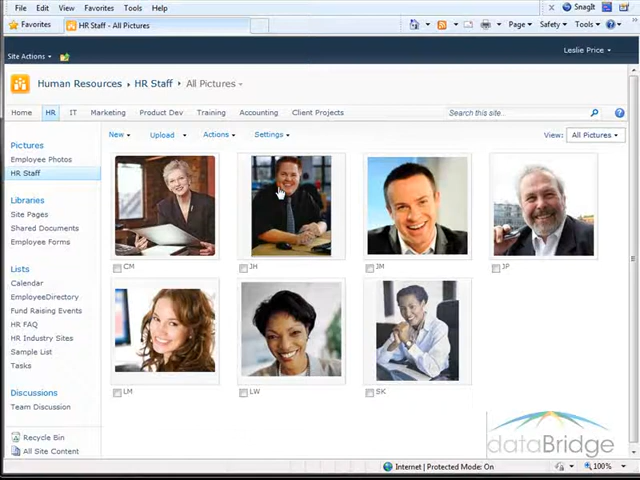 File Edit View Favorites Tools Help SnagIt
Favorites HR Staff - All Pictures Page Safety Tools
Site Actions Leslie Price
Human Resources HR Staff All Pictures
Home HR IT Marketing Product Dev Training Accounting Client Projects Search this site...
Pictures New Upload Actions Settings View: All Pictures
Employee Photos
HR Staff
Libraries
Site Pages
Shared Documents
Employee Forms
CM JH JM JP
Lists
Calendar
EmployeeDirectory
Fund Raising Events
HR FAQ
HR Industry Sites
Sample List
Tasks
LM LW SK
Discussions
Team Discussion
Recycle Bin
All Site Content
dataBridge
Internet | Protected Mode: On 100%